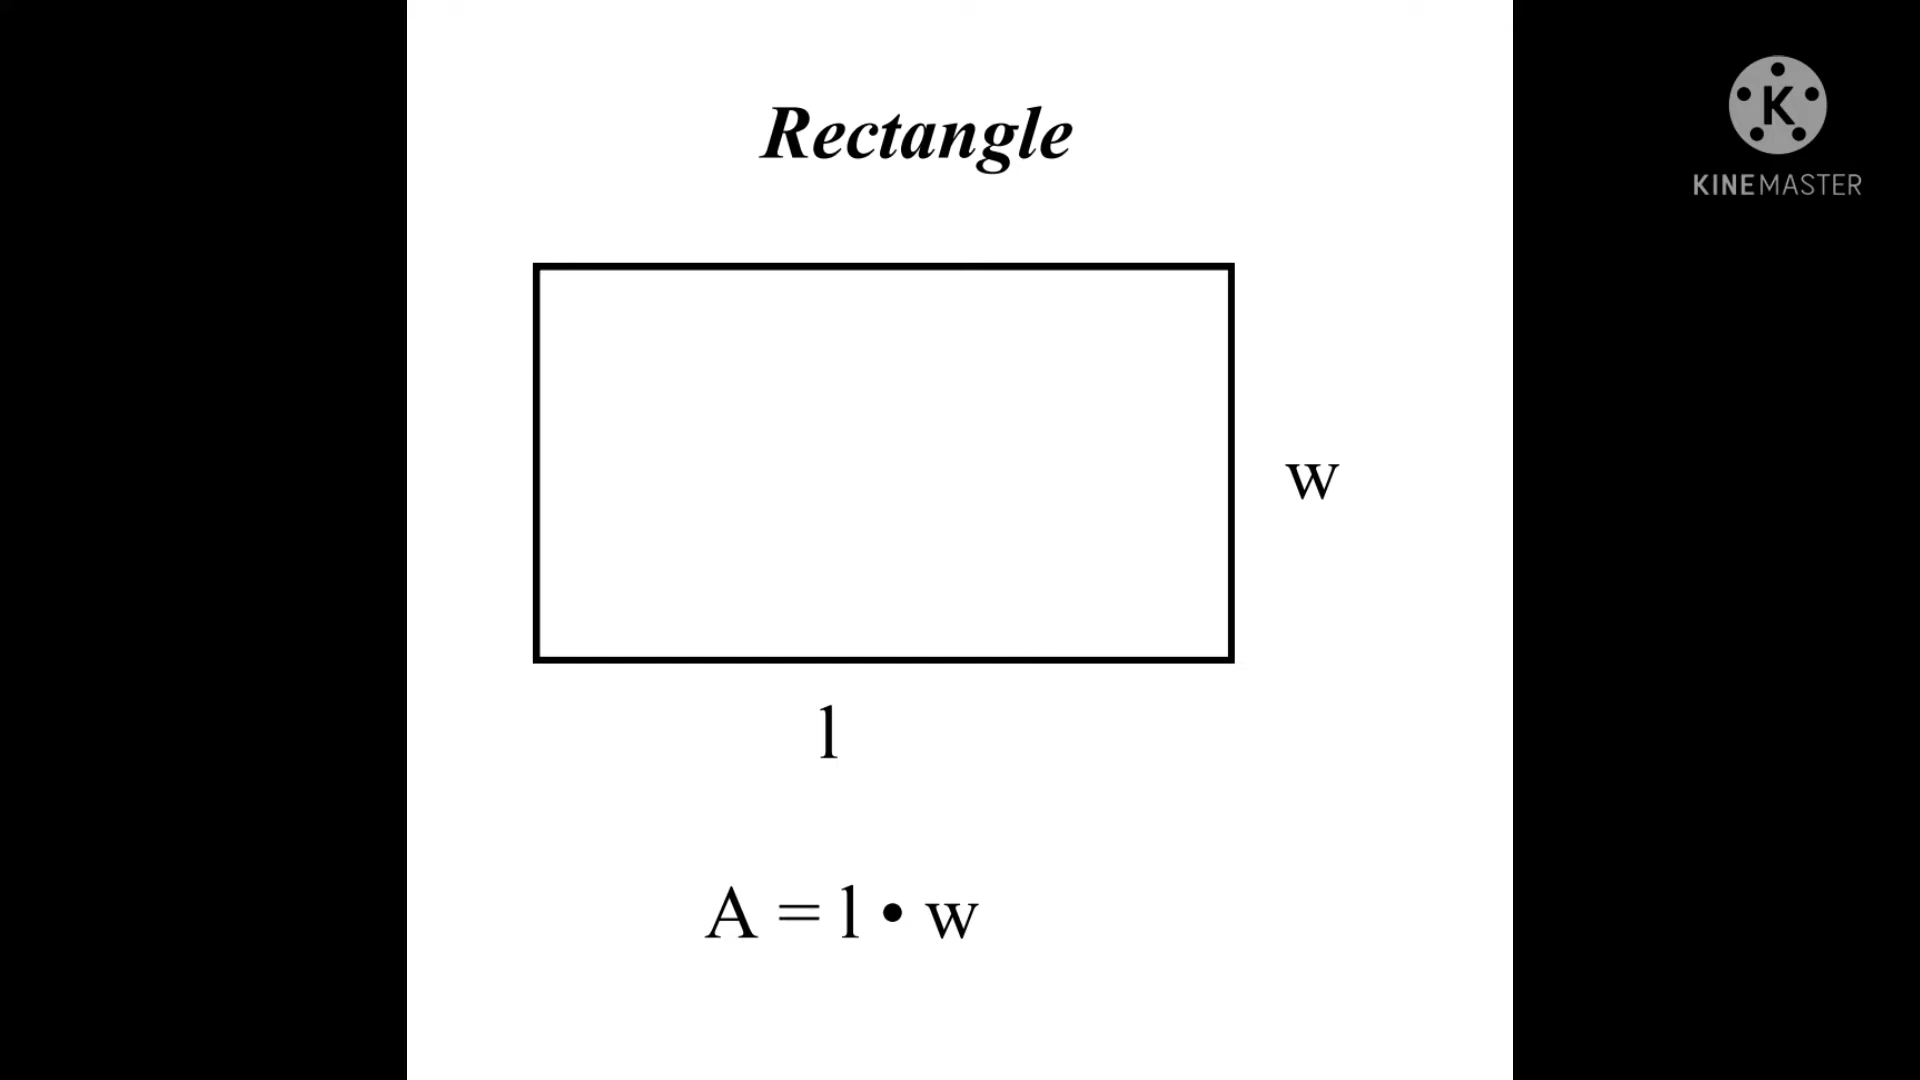 Rectangle
KINEMASTER
w
l
A = l • w